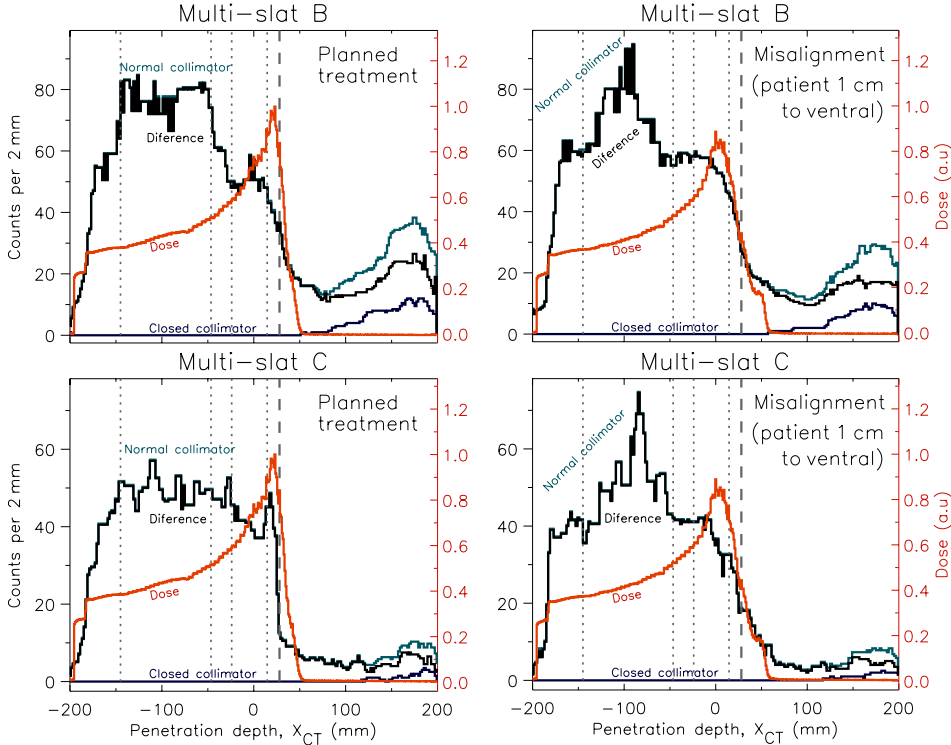 Multi-slat B
Multi-slat B
Counts per 2 mm
80
60
40
20
0
Normal collimator
Diference
Dose
Closed collimator
Planned
treatment
1.2
1.0
0.8
0.6
0.4
0.2
0.0
80
60
40
20
0
Normal collimator
Diference
Dose
Closed collimator
Misalignment
(patient 1 cm
to ventral)
1.2
1.0
0.8
0.6
0.4
0.2
0.0
Dose (a.u)
Multi-slat C
Multi-slat C
Counts per 2 mm
60
40
20
0
Normal collimator
Diference
Dose
Closed collimator
Planned
treatment
1.2
1.0
0.8
0.6
0.4
0.2
0.0
−200 −100 0 100 200
Penetration depth, XCT (mm)
60
40
20
0
Normal collimator
Diference
Dose
Closed collimator
Misalignment
(patient 1 cm
to ventral)
1.2
1.0
0.8
0.6
0.4
0.2
0.0
Dose (a.u)
−200 −100 0 100 200
Penetration depth, XCT (mm)